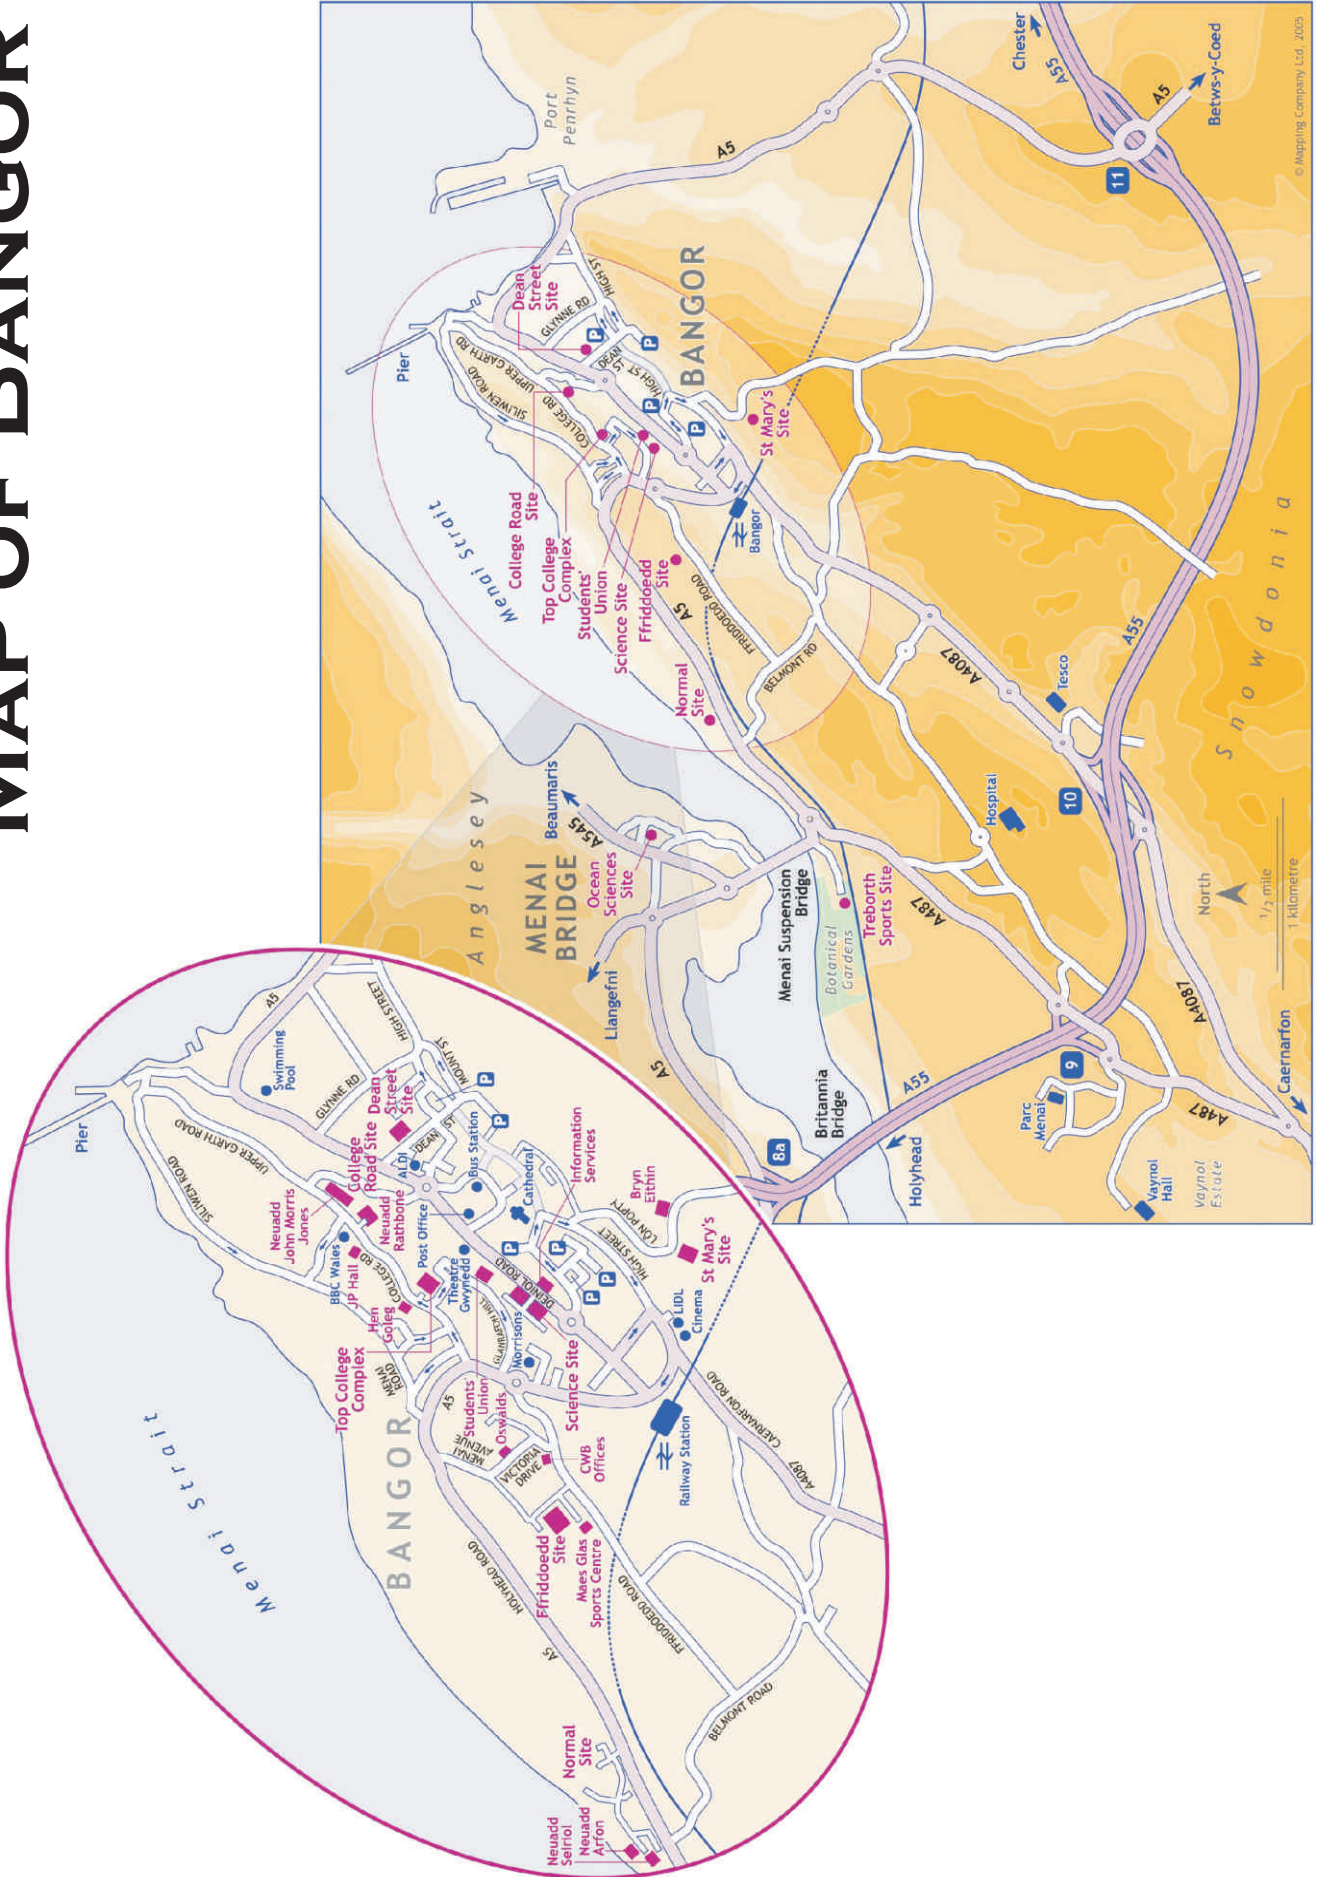 MAP OF BANGOR
Pier
Menai Strait
BANGOR
A5
Swimming
Pool
HIGH STREET
MOUNT ST
GLYNNE RD
Dean
Street
Site
UPPER GARTH ROAD
SILIWEN ROAD
College
Road Site
ALDI
DEAN ST
Bus Station
Cathedral
Information
Services
Neuadd
John Morris
Jones
Neuadd
Rathbone
Post Office
BBC Wales
JP Hall
COLLEGE RD
Theatre
Gwynedd
Hen
Goleg
Top College
Complex
MENAI
ROAD
GLANRAFON HILL
DEINIOL ROAD
Morrisons
Science Site
Students'
Union
Oswalds
A5
MENAI
AVENUE
VICTORIA
DRIVE
CWB
Offices
P
P
P
P
P
P
HIGH STREET
LÔN POPTY
Bryn
Eithin
St Mary's
Site
LIDL
Cinema
Railway Station
CAERNARFON ROAD
A4087
Ffriddoedd
Site
Maes Glas
Sports Centre
HOLYHEAD ROAD
A5
FFRIDDOEDD ROAD
BELMONT ROAD
Normal
Site
Neuadd
Seiriol
Neuadd
Arfon
Port
Penrhyn
Chester
A55
A5
Betws-y-Coed
© Mapping Company Ltd, 2005
11
A5
Pier
Dean
Street
Site
GLYNNE RD
HIGH ST
UPPER GARTH RD
SILIWEN ROAD
COLLEGE RD
DEAN ST
HIGH ST
P
P
P
P
BANGOR
St Mary's
Site
Menai Strait
College Road
Site
Top College
Complex
Students'
Union
Science Site
Ffriddoedd
Site
Bangor
A5
FFRIDDOEDD ROAD
BELMONT RD
Normal
Site
A4087
Tesco
A55
Snowdonia
10
Hospital
Anglesey
Beaumaris
A545
MENAI
BRIDGE
Ocean
Sciences
Site
Llangefni
A5
Menai Suspension
Bridge
Botanical
Gardens
Treborth
Sports Site
A487
Britannia
Bridge
8a
A55
Holyhead
9
Parc
Menai
Vaynol
Hall
Vaynol
Estate
A487
A4087
Caernarfon
North
1/2 mile
1 kilometre